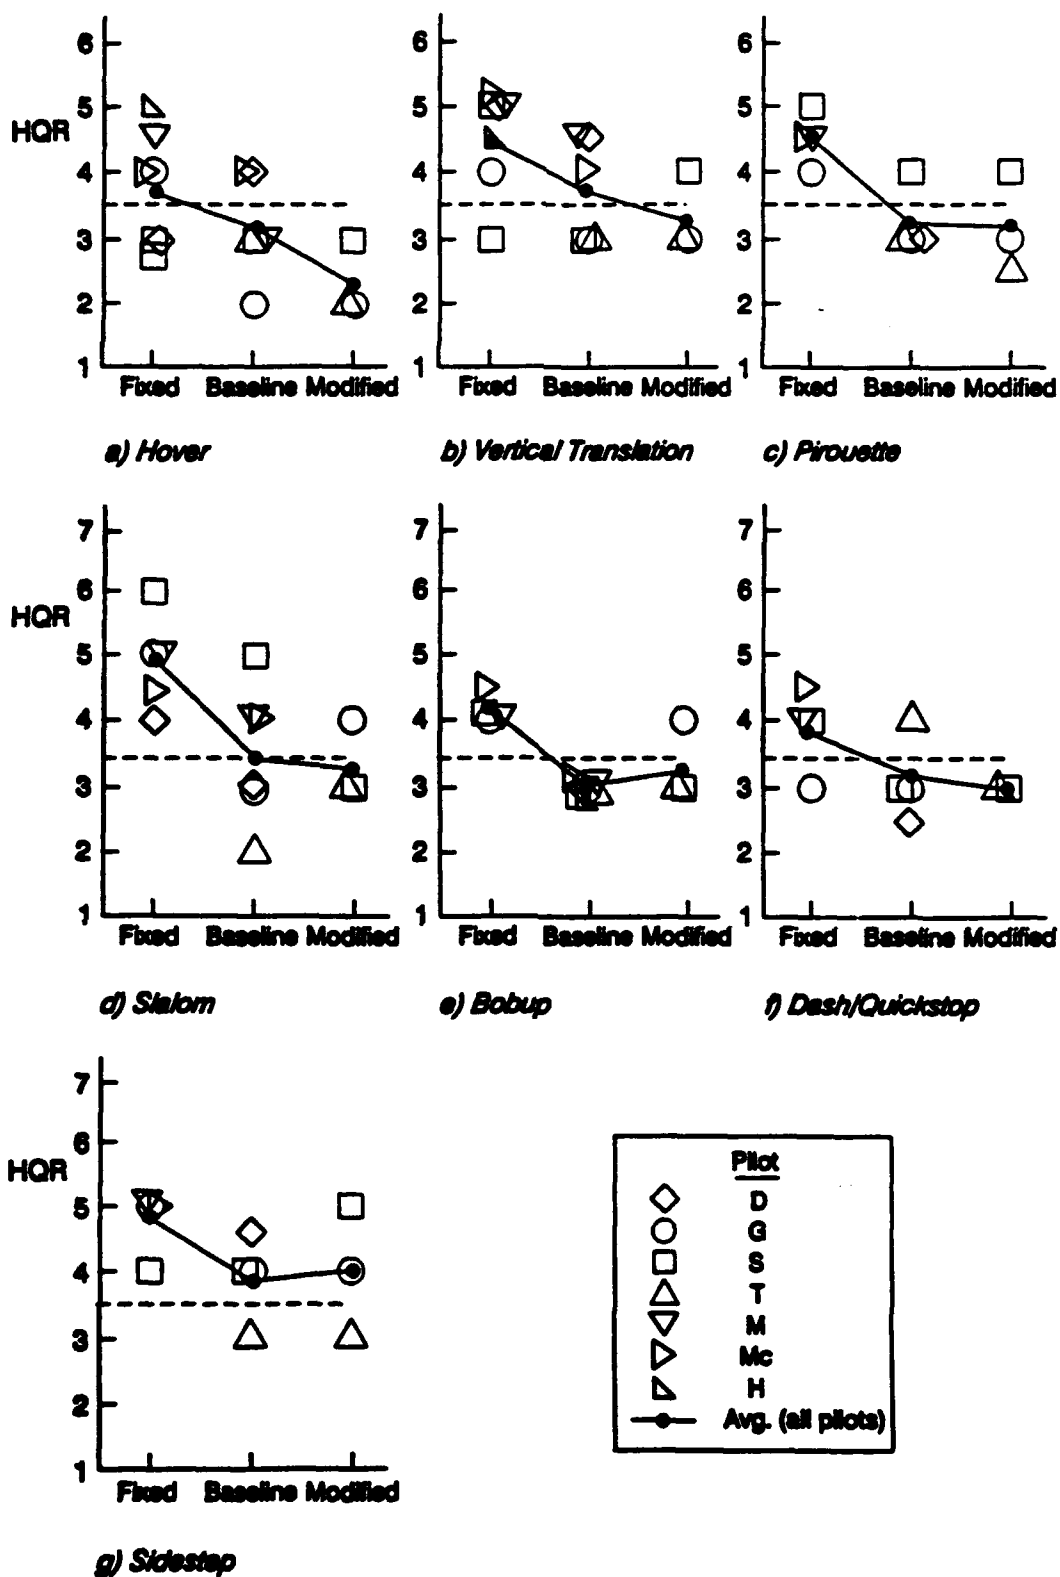 6
5
HQR
4
3
2
1
Fixed Baseline Modified
a) Hover
6
5
4
3
2
1
Fixed Baseline Modified
b) Vertical Translation
6
5
4
3
2
1
Fixed Baseline Modified
c) Pirouette
7
6
HQR
5
4
3
2
1
Fixed Baseline Modified
d) Slalom
7
6
5
4
3
2
1
Fixed Baseline Modified
e) Bobup
7
6
5
4
3
2
1
Fixed Baseline Modified
f) Dash/Quickstop
7
6
HQR
5
4
3
2
1
Fixed Baseline Modified
g) Sidestep
Pilot
D
G
S
T
M
Mc
H
Avg. (all pilots)